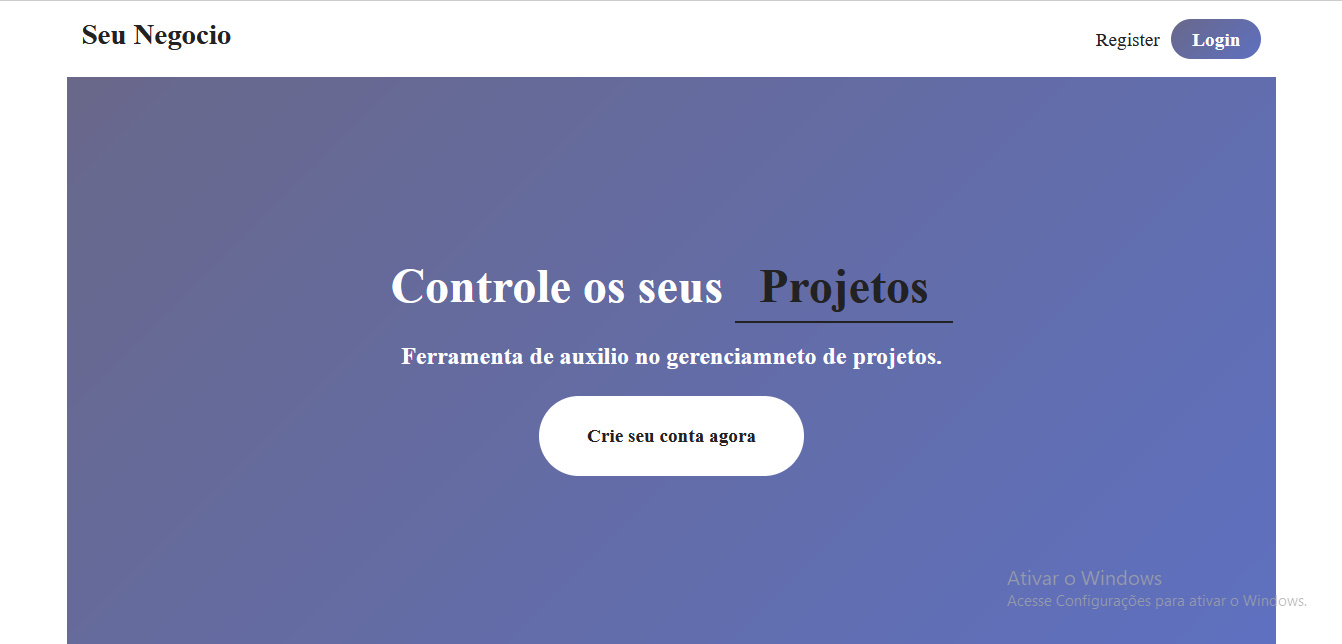 Seu Negocio
Register
Login
Controle os seus Projetos
Ferramenta de auxilio no gerenciamneto de projetos.
Crie seu conta agora
Ativar o Windows
Acesse Configurações para ativar o Windows.